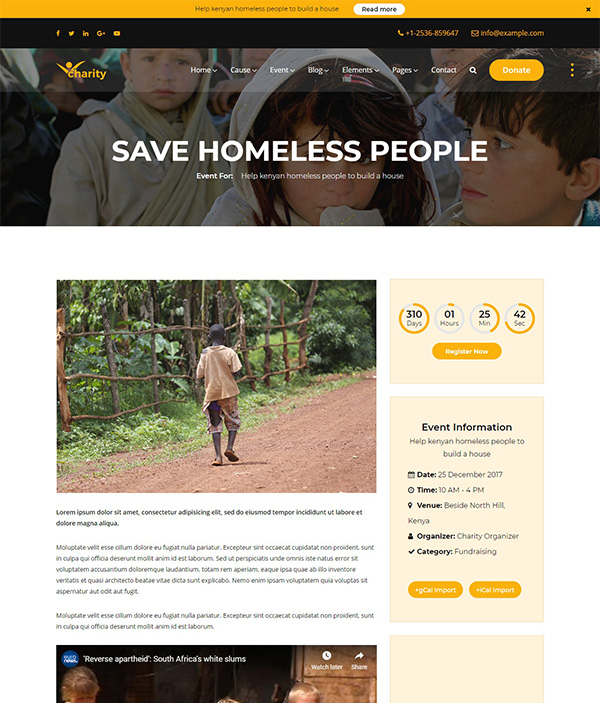 Help kenyan homeless people to build a house Read more ×
+1-2536-859647 info@example.com
charity Home Cause Event Blog Elements Pages Contact Donate
SAVE HOMELESS PEOPLE
Event For: Help kenyan homeless people to build a house
310 01 25 42
Days Hours Min Sec
Register Now
Event Information
Help kenyan homeless people to
build a house
Date: 25 December 2017
Time: 10 AM - 4 PM
Venue: Beside North Hill,
Kenya
Organizer: Charity Organizer
Category: Fundraising
+gCal Import +iCal Import
Lorem ipsum dolor sit amet, consectetur adipisicing elit, sed do eiusmod tempor incididunt ut labore et
dolore magna aliqua.
Moluptate velit esse cillum dolore eu fugiat nulla pariatur. Excepteur sint occaecat cupidatat non proident, sunt
in culpa qui officia deserunt mollit anim id est laborum. Sed ut perspiciatis unde omnis iste natus error sit
voluptatem accusantium doloremque laudantium, totam rem aperiam, eaque ipsa quae ab illo inventore
veritatis et quasi architecto beatae vitae dicta sunt explicabo. Nemo enim ipsam voluptatem quia voluptas sit
aspernatur aut odit aut fugit.
Moluptate velit esse cillum dolore eu fugiat nulla pariatur. Excepteur sint occaecat cupidatat non proident, sunt
in culpa qui officia deserunt mollit anim id est laborum.
euronews. 'Reverse apartheid': South Africa's white slums
Watch later Share